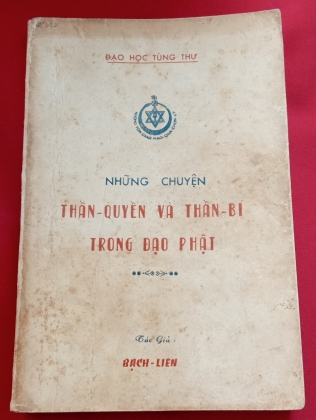 ĐẠO HỌC TÙNG THƯ
NHỮNG CHUYỆN
THẦN-QUYỀN VÀ THẦN-BÍ
TRONG ĐẠO PHẬT
Tác Giả :
BẠCH-LIÊN